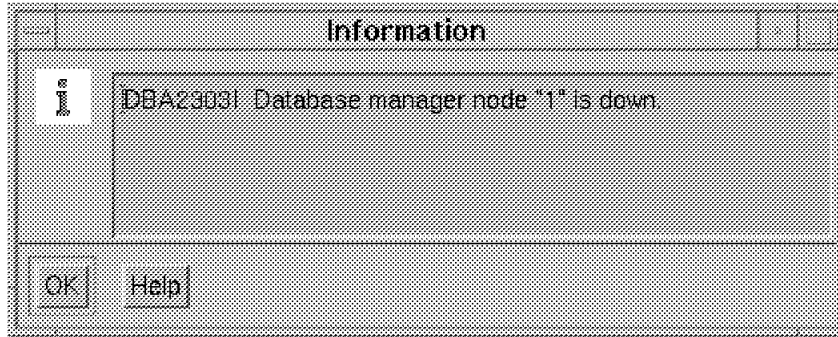 Information
i
DBA2303I Database manager node "1" is down.
OK
Help